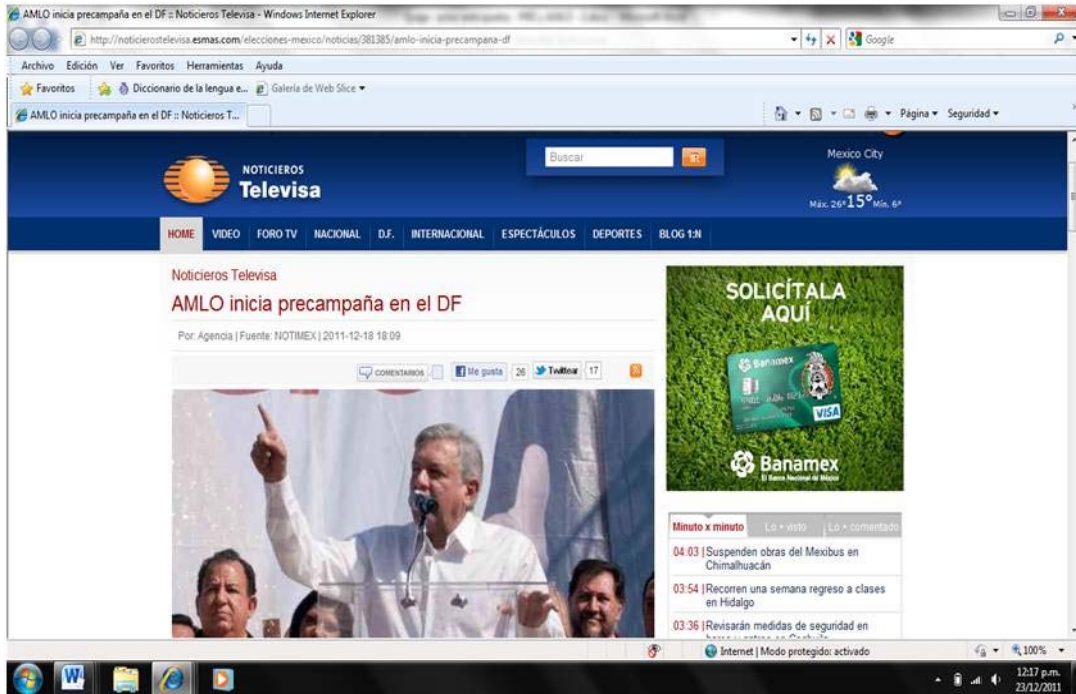 AMLO inicia precampaña en el DF :: Noticieros Televisa - Windows Internet Explorer
http://noticierostelevisa.esmas.com/elecciones-mexico/noticias/381385/amlo-inicia-precampana-df
Google
Archivo Edición Ver Favoritos Herramientas Ayuda
Favoritos Diccionario de la lengua e... Galería de Web Slice
AMLO inicia precampaña en el DF :: Noticieros T...
Página Seguridad
NOTICIEROS
Televisa
Buscar
IR
Mexico City
Máx. 26° 15° Mín. 6°
HOME VIDEO FORO TV NACIONAL D.F. INTERNACIONAL ESPECTÁCULOS DEPORTES BLOG 1:N
Noticieros Televisa
AMLO inicia precampaña en el DF
Por: Agencia | Fuente: NOTIMEX | 2011-12-18 18:09
COMENTARIOS Me gusta 26 Twittear 17
SOLICÍTALA
AQUÍ
Banamex
VISA
Banamex
El Banco Nacional de México
Minuto x minuto Lo + visto Lo + comentado
04:03 | Suspenden obras del Mexibus en
Chimalhuacán
03:54 | Recorren una semana regreso a clases
en Hidalgo
03:36 | Revisarán medidas de seguridad en
Internet | Modo protegido: activado
100%
12:17 p.m.
23/12/2011